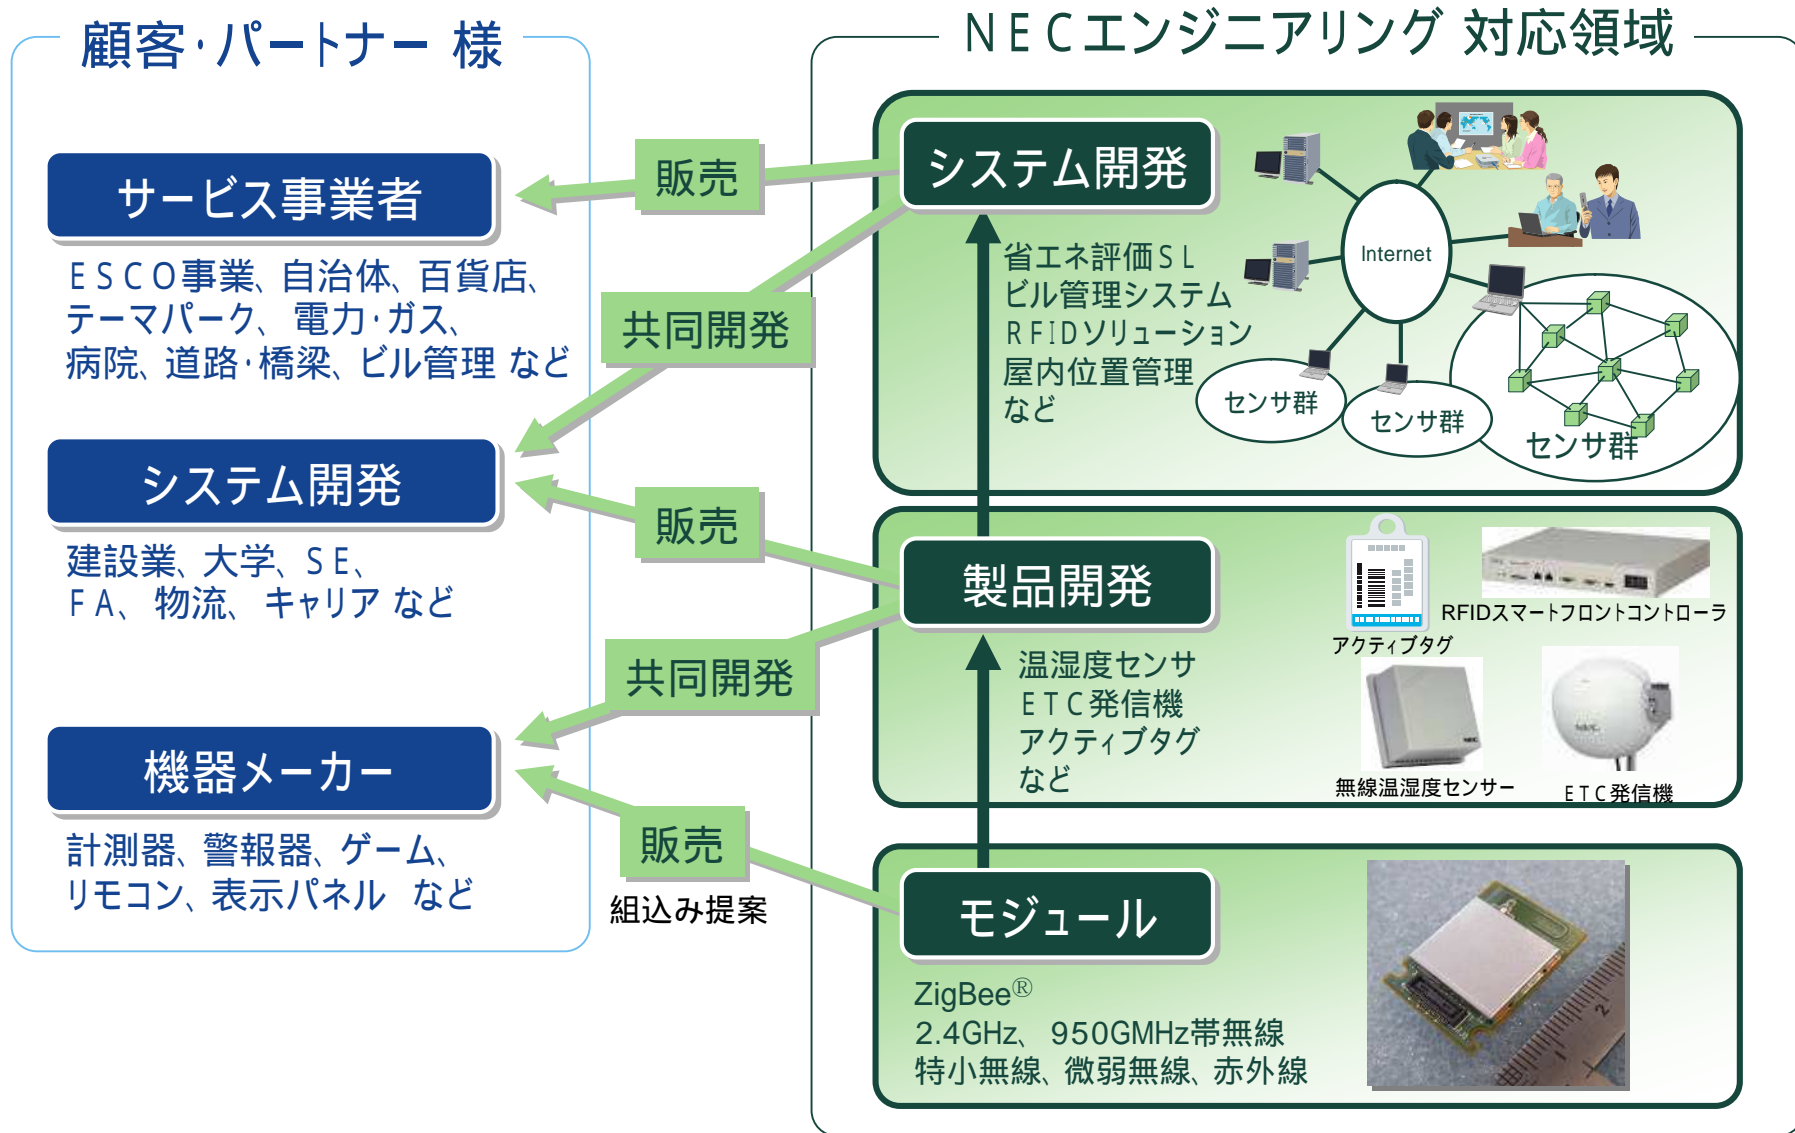 顧客・パートナー 様
サービス事業者
ESCO事業、自治体、百貨店、
テーマパーク、電力・ガス、
病院、道路・橋梁、ビル管理 など
システム開発
建設業、大学、SE、
FA、物流、キャリア など
機器メーカー
計測器、警報器、ゲーム、
リモコン、表示パネル など
販売
共同開発
販売
共同開発
販売
組込み提案
NECエンジニアリング 対応領域
システム開発
省エネ評価SL
ビル管理システム
RFIDソリューション
屋内位置管理
など
Internet
センサ群
センサ群
センサ群
製品開発
温湿度センサ
ETC発信機
アクティブタグ
など
アクティブタグ
RFIDスマートフロントコントローラ
無線温湿度センサー
NEC
ETC発信機
NEC
モジュール
ZigBee®
2.4GHz、950GMHz帯無線
特小無線、微弱無線、赤外線
2